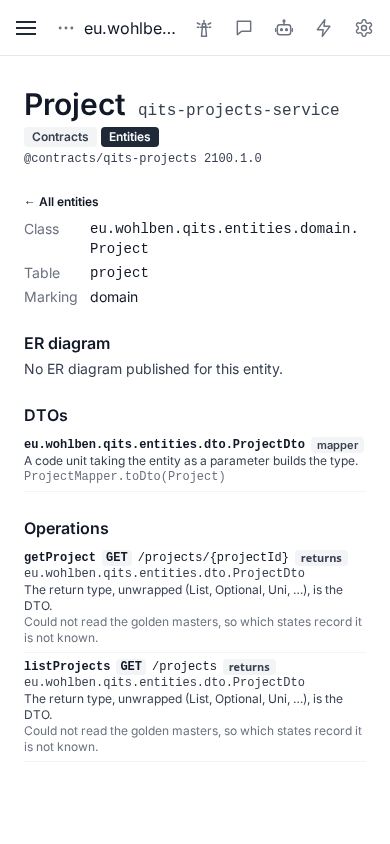 eu.wohlbe...
Project qits-projects-service
Contracts Entities
@contracts/qits-projects 2100.1.0
← All entities
Class eu.wohlben.qits.entities.domain.
Project
Table project
Marking domain
ER diagram
No ER diagram published for this entity.
DTOs
eu.wohlben.qits.entities.dto.ProjectDto mapper
A code unit taking the entity as a parameter builds the type.
ProjectMapper.toDto(Project)
Operations
getProject GET /projects/{projectId} returns
eu.wohlben.qits.entities.dto.ProjectDto
The return type, unwrapped (List, Optional, Uni, …), is the
DTO.
Could not read the golden masters, so which states record it
is not known.
listProjects GET /projects returns
eu.wohlben.qits.entities.dto.ProjectDto
The return type, unwrapped (List, Optional, Uni, …), is the
DTO.
Could not read the golden masters, so which states record it
is not known.